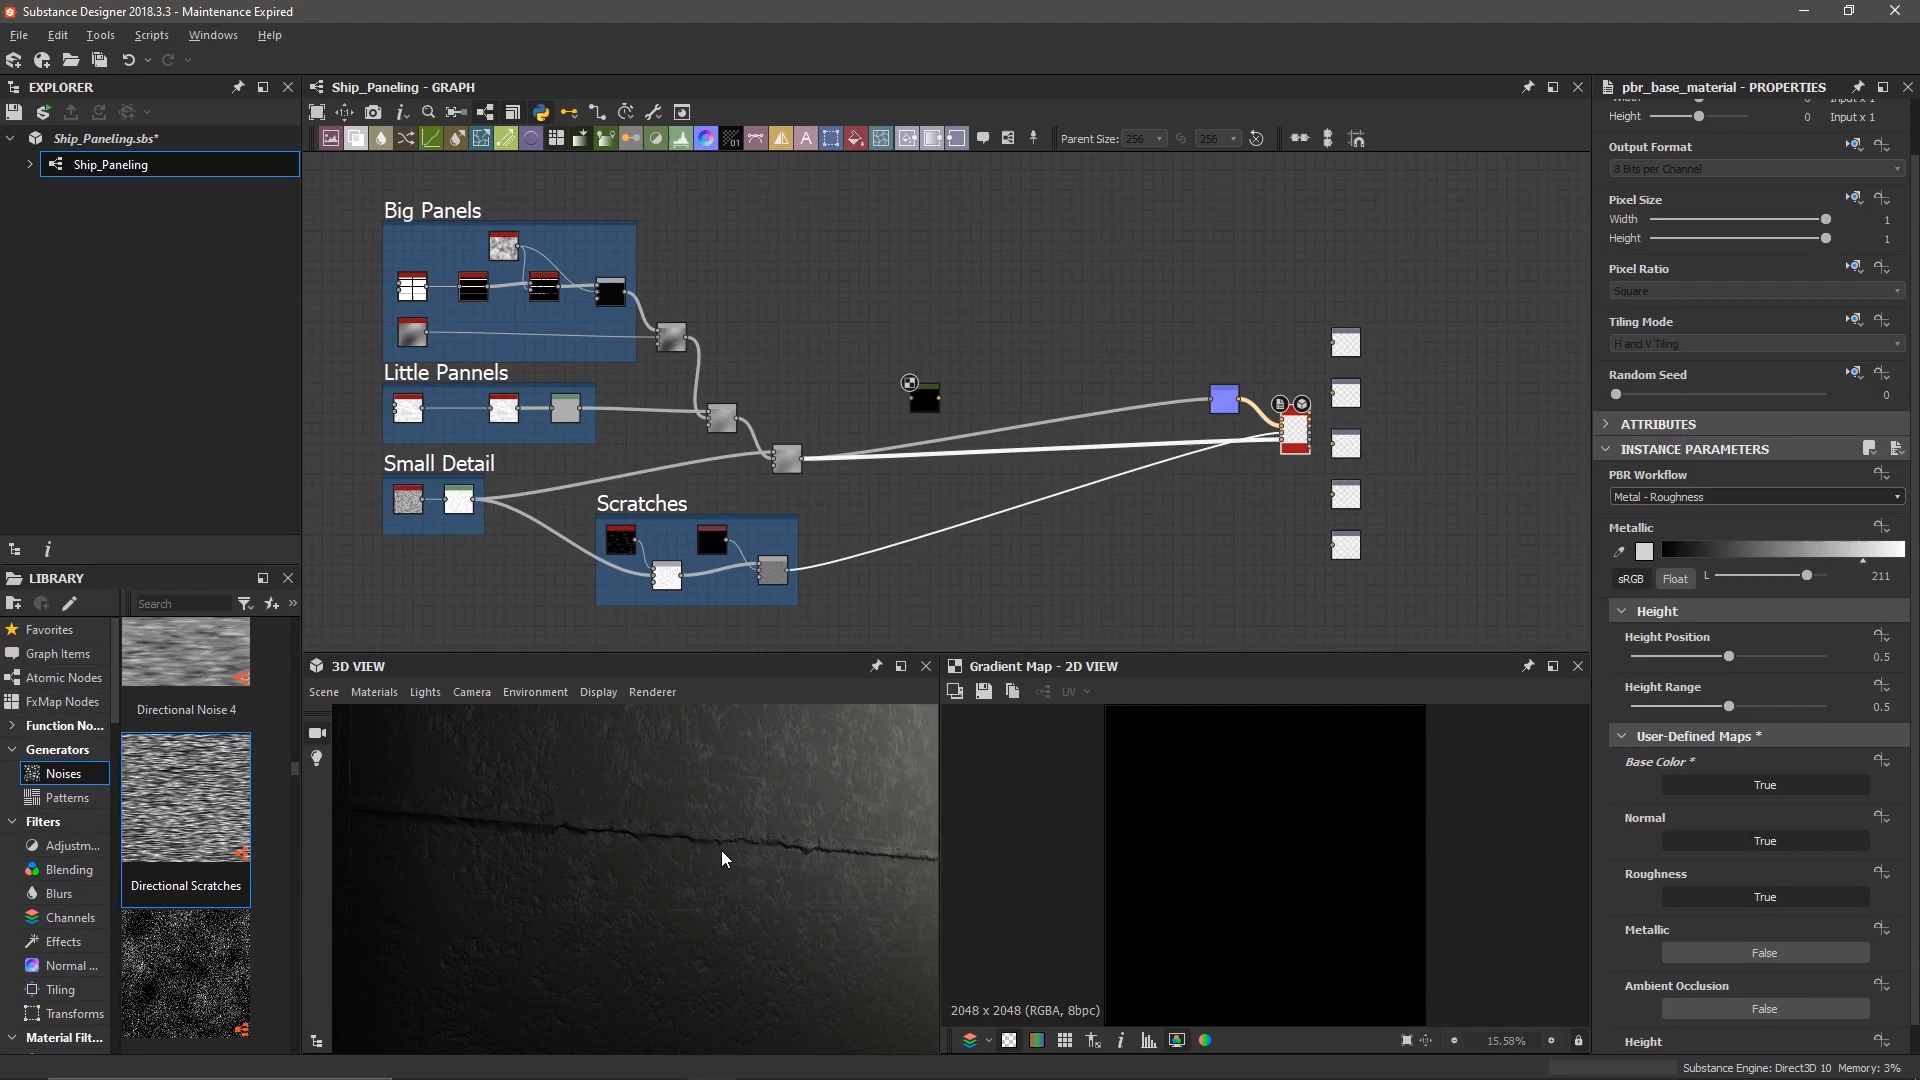 Substance Designer 2018.3.3 - Maintenance Expired
File Edit Tools Scripts Windows Help
EXPLORER
Ship_Paneling.sbs*
Ship_Paneling
Ship_Paneling - GRAPH
01
A
Parent Size: 256 256
Big Panels
Little Pannels
Small Detail
Scratches
LIBRARY
Search
Favorites
Graph Items
Atomic Nodes
FxMap Nodes
Function No...
Generators
Noises
Patterns
Filters
Adjustm...
Blending
Blurs
Channels
Effects
Normal ...
Tiling
Transforms
Material Filt...
Directional Noise 4
Directional Scratches
3D VIEW
Scene Materials Lights Camera Environment Display Renderer
Gradient Map - 2D VIEW
UV
2048 x 2048 (RGBA, 8bpc)
15.58%
pbr_base_material - PROPERTIES
Width 0 Input x 1
Height 0 Input x 1
Output Format
8 Bits per Channel
Pixel Size
Width 1
Height 1
Pixel Ratio
Square
Tiling Mode
H and V Tiling
Random Seed
0
ATTRIBUTES
INSTANCE PARAMETERS
PBR Workflow
Metal - Roughness
Metallic
sRGB Float L 211
Height
Height Position
0.5
Height Range
0.5
User-Defined Maps *
Base Color *
True
Normal
True
Roughness
True
Metallic
False
Ambient Occlusion
False
Height
Substance Engine: Direct3D 10 Memory: 3%